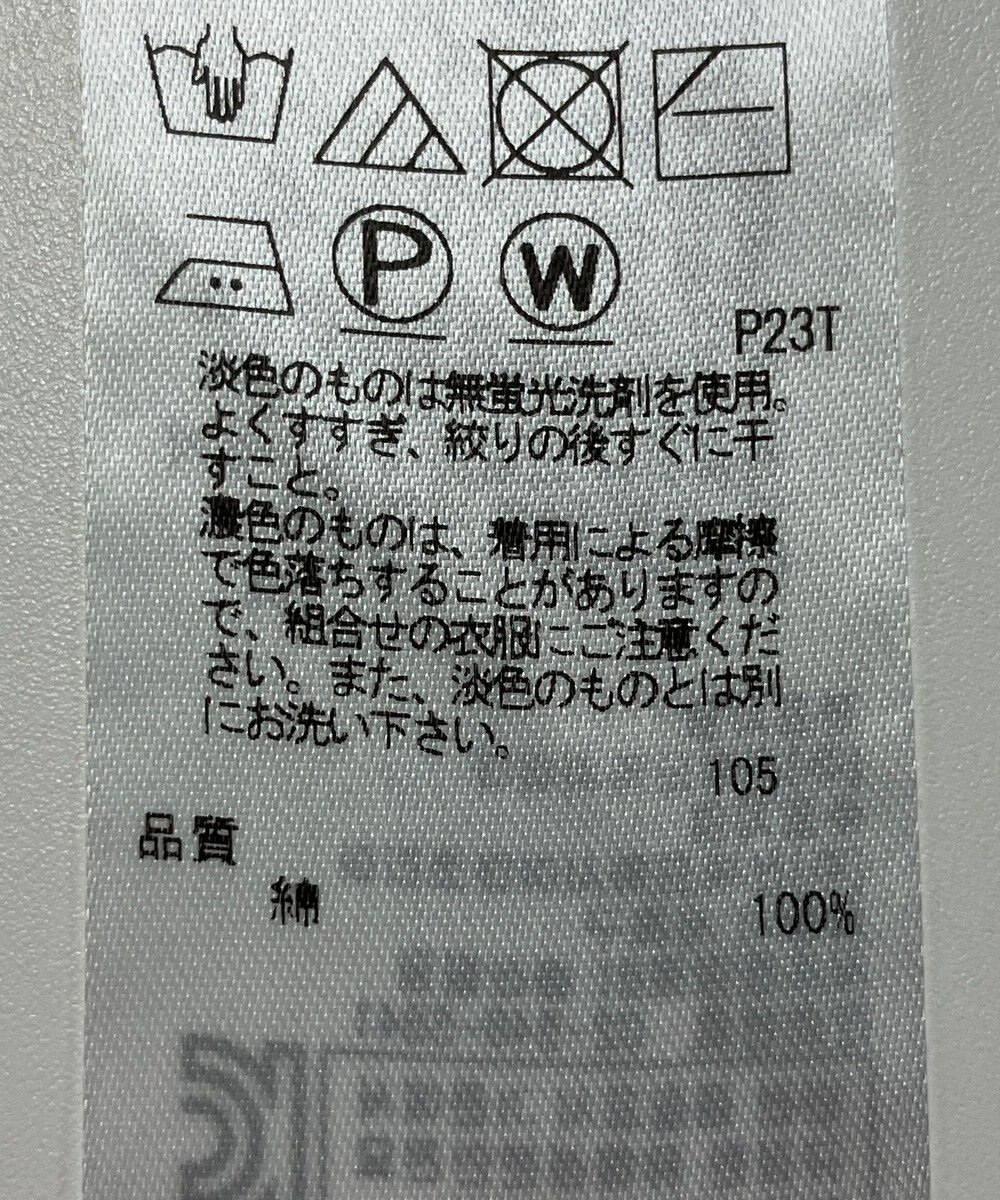 P
W
P23T
淡色のものは無蛍光洗剤を使用。
よくすすぎ、絞りの後すぐに干
すこと。
濃色のものは、着用による摩擦
で色落ちすることがありますの
で、組合せの衣服にご注意くだ
さい。また、淡色のものとは別
にお洗い下さい。
105
品質
綿 100%